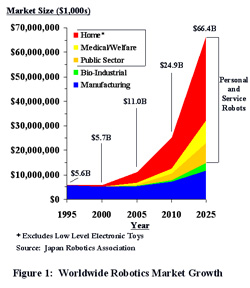 Market Size ($1,000s)
$70,000,000
$60,000,000
$50,000,000
$40,000,000
$30,000,000
$20,000,000
$10,000,000
$0
Home*
Medical/Welfare
Public Sector
Bio-Industrial
Manufacturing
$5.6B
$5.7B
$11.0B
$24.9B
$66.4B
Personal
and
Service
Robots
1995 2000 2005 2010 2025
Year
* Excludes Low Level Electronic Toys
Source: Japan Robotics Association
Figure 1: Worldwide Robotics Market Growth